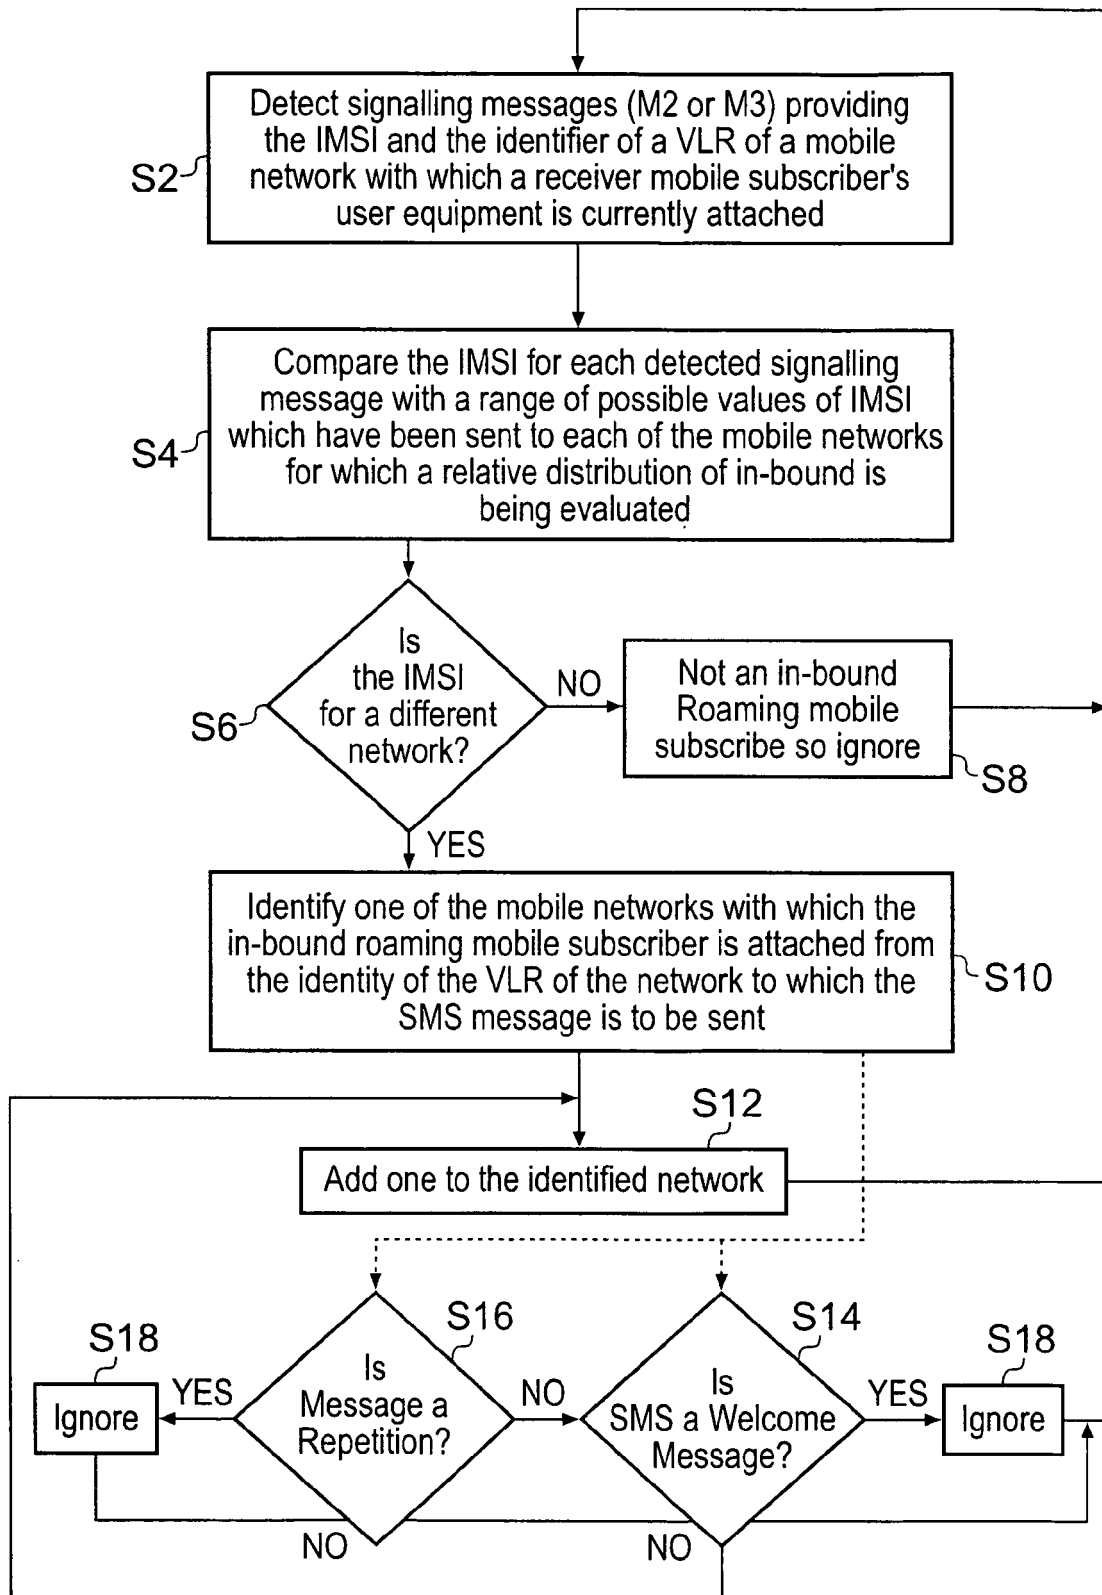 Detect signalling messages (M2 or M3) providing
the IMSI and the identifier of a VLR of a mobile
network with which a receiver mobile subscriber's
user equipment is currently attached
S2
Compare the IMSI for each detected signalling
message with a range of possible values of IMSI
which have been sent to each of the mobile networks
for which a relative distribution of in-bound is
being evaluated
S4
Is
the IMSI
for a different
network?
S6
NO
Not an in-bound
Roaming mobile
subscribe so ignore
S8
YES
Identify one of the mobile networks with which the
in-bound roaming mobile subscriber is attached from
the identity of the VLR of the network to which the
SMS message is to be sent
S10
S12
Add one to the identified network
S18
Ignore
YES
S16
Is
Message a
Repetition?
NO
S14
Is
SMS a Welcome
Message?
YES
S18
Ignore
NO
NO